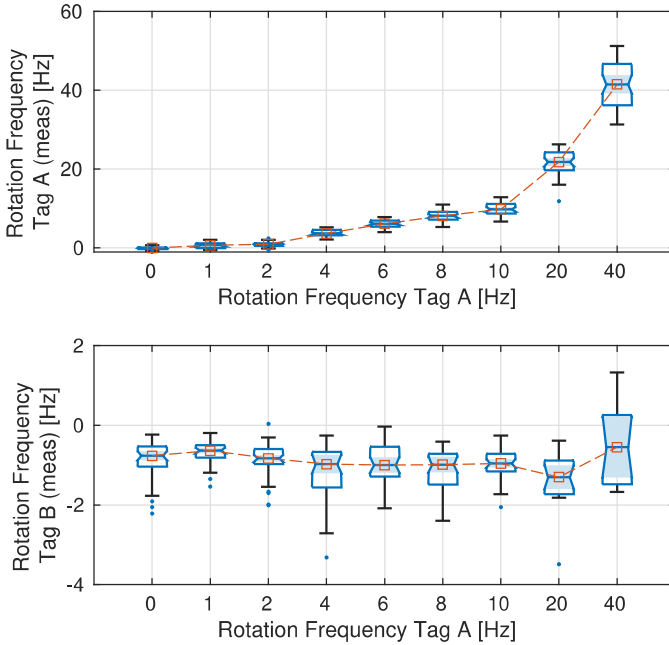 Rotation Frequency
Tag A (meas) [Hz]
60
40
20
0
0 1 2 4 6 8 10 20 40
Rotation Frequency Tag A [Hz]
Rotation Frequency
Tag B (meas) [Hz]
2
0
-2
-4
0 1 2 4 6 8 10 20 40
Rotation Frequency Tag A [Hz]